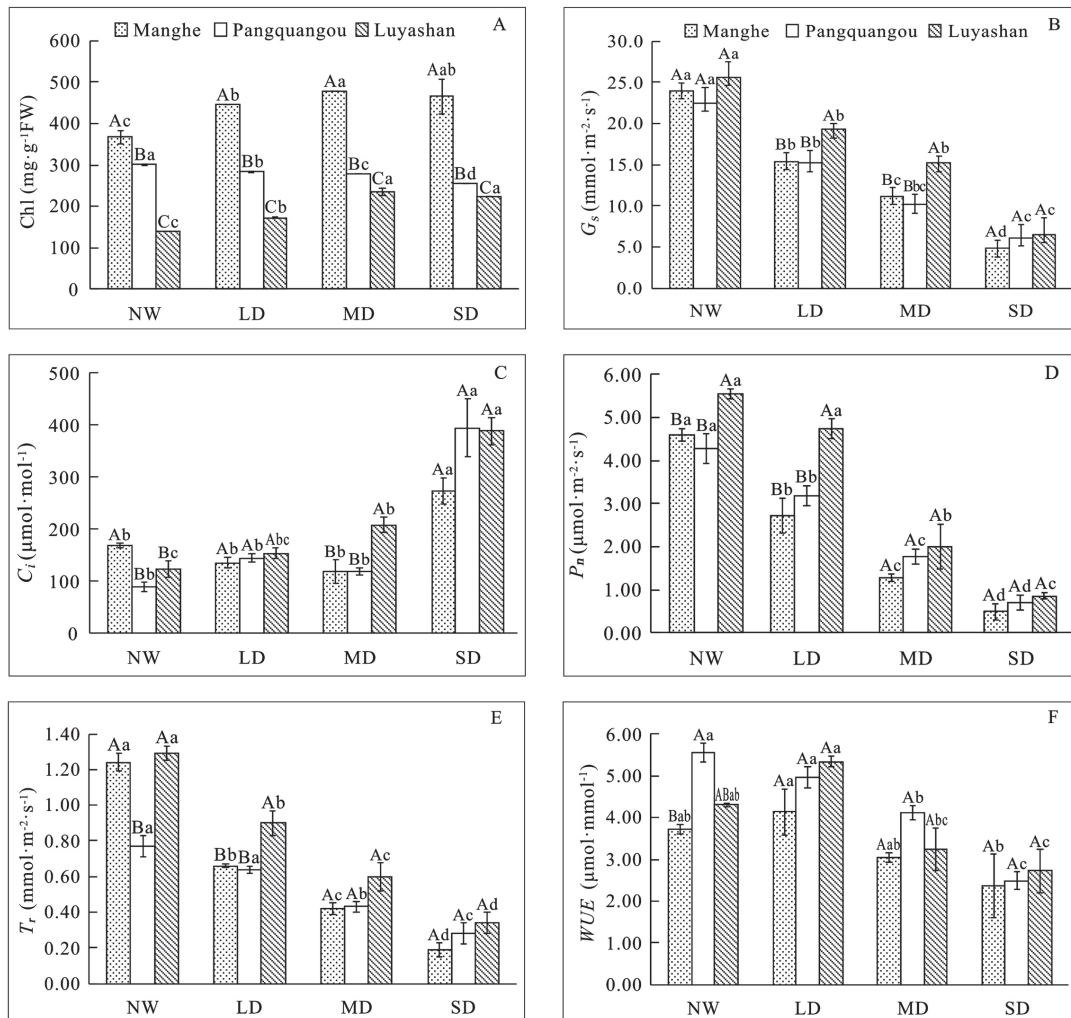 A
Manghe Pangquangou Luyashan
Chl (mg·g⁻¹FW)
600
500
400
300
200
100
0
Ac Ba Cc
Ab Bb Cb
Aa Bc Ca
Aab Bd Ca
NW LD MD SD
B
Manghe Pangquangou Luyashan
Gs (mmol·m⁻²·s⁻¹)
30.0
25.0
20.0
15.0
10.0
5.0
0.0
Aa Aa Aa
Bb Bb Ab
Bc Bbc Ab
Ad Ac Ac
NW LD MD SD
C
Ci (μmol·mol⁻¹)
500
400
300
200
100
0
Ab Bb Bc
Ab Ab Abc
Bb Bb Ab
Aa Aa Aa
NW LD MD SD
D
Pn (μmol·m⁻²·s⁻¹)
6.00
5.00
4.00
3.00
2.00
1.00
0.00
Ba Ba Aa
Bb Bb Aa
Ac Ac Ab
Ad Ad Ac
NW LD MD SD
E
Tr (mmol·m⁻²·s⁻¹)
1.40
1.20
1.00
0.80
0.60
0.40
0.20
0.00
Aa Ba Aa
Bb Ba Ab
Ac Ab Ac
Ad Ac Ad
NW LD MD SD
F
WUE (μmol·mmol⁻¹)
6.00
5.00
4.00
3.00
2.00
1.00
0.00
Bab Aa ABab
Aa Aa Aa
Aab Ab Abc
Ab Ac Ac
NW LD MD SD